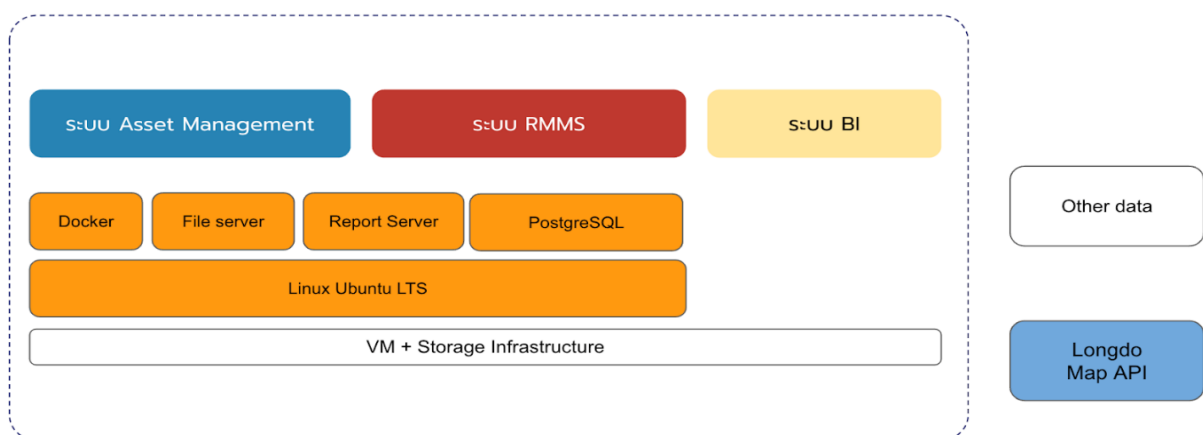 ระบบ Asset Management
ระบบ RMMS
ระบบ BI
Docker
File server
Report Server
PostgreSQL
Linux Ubuntu LTS
VM + Storage Infrastructure
Other data
Longdo
Map API